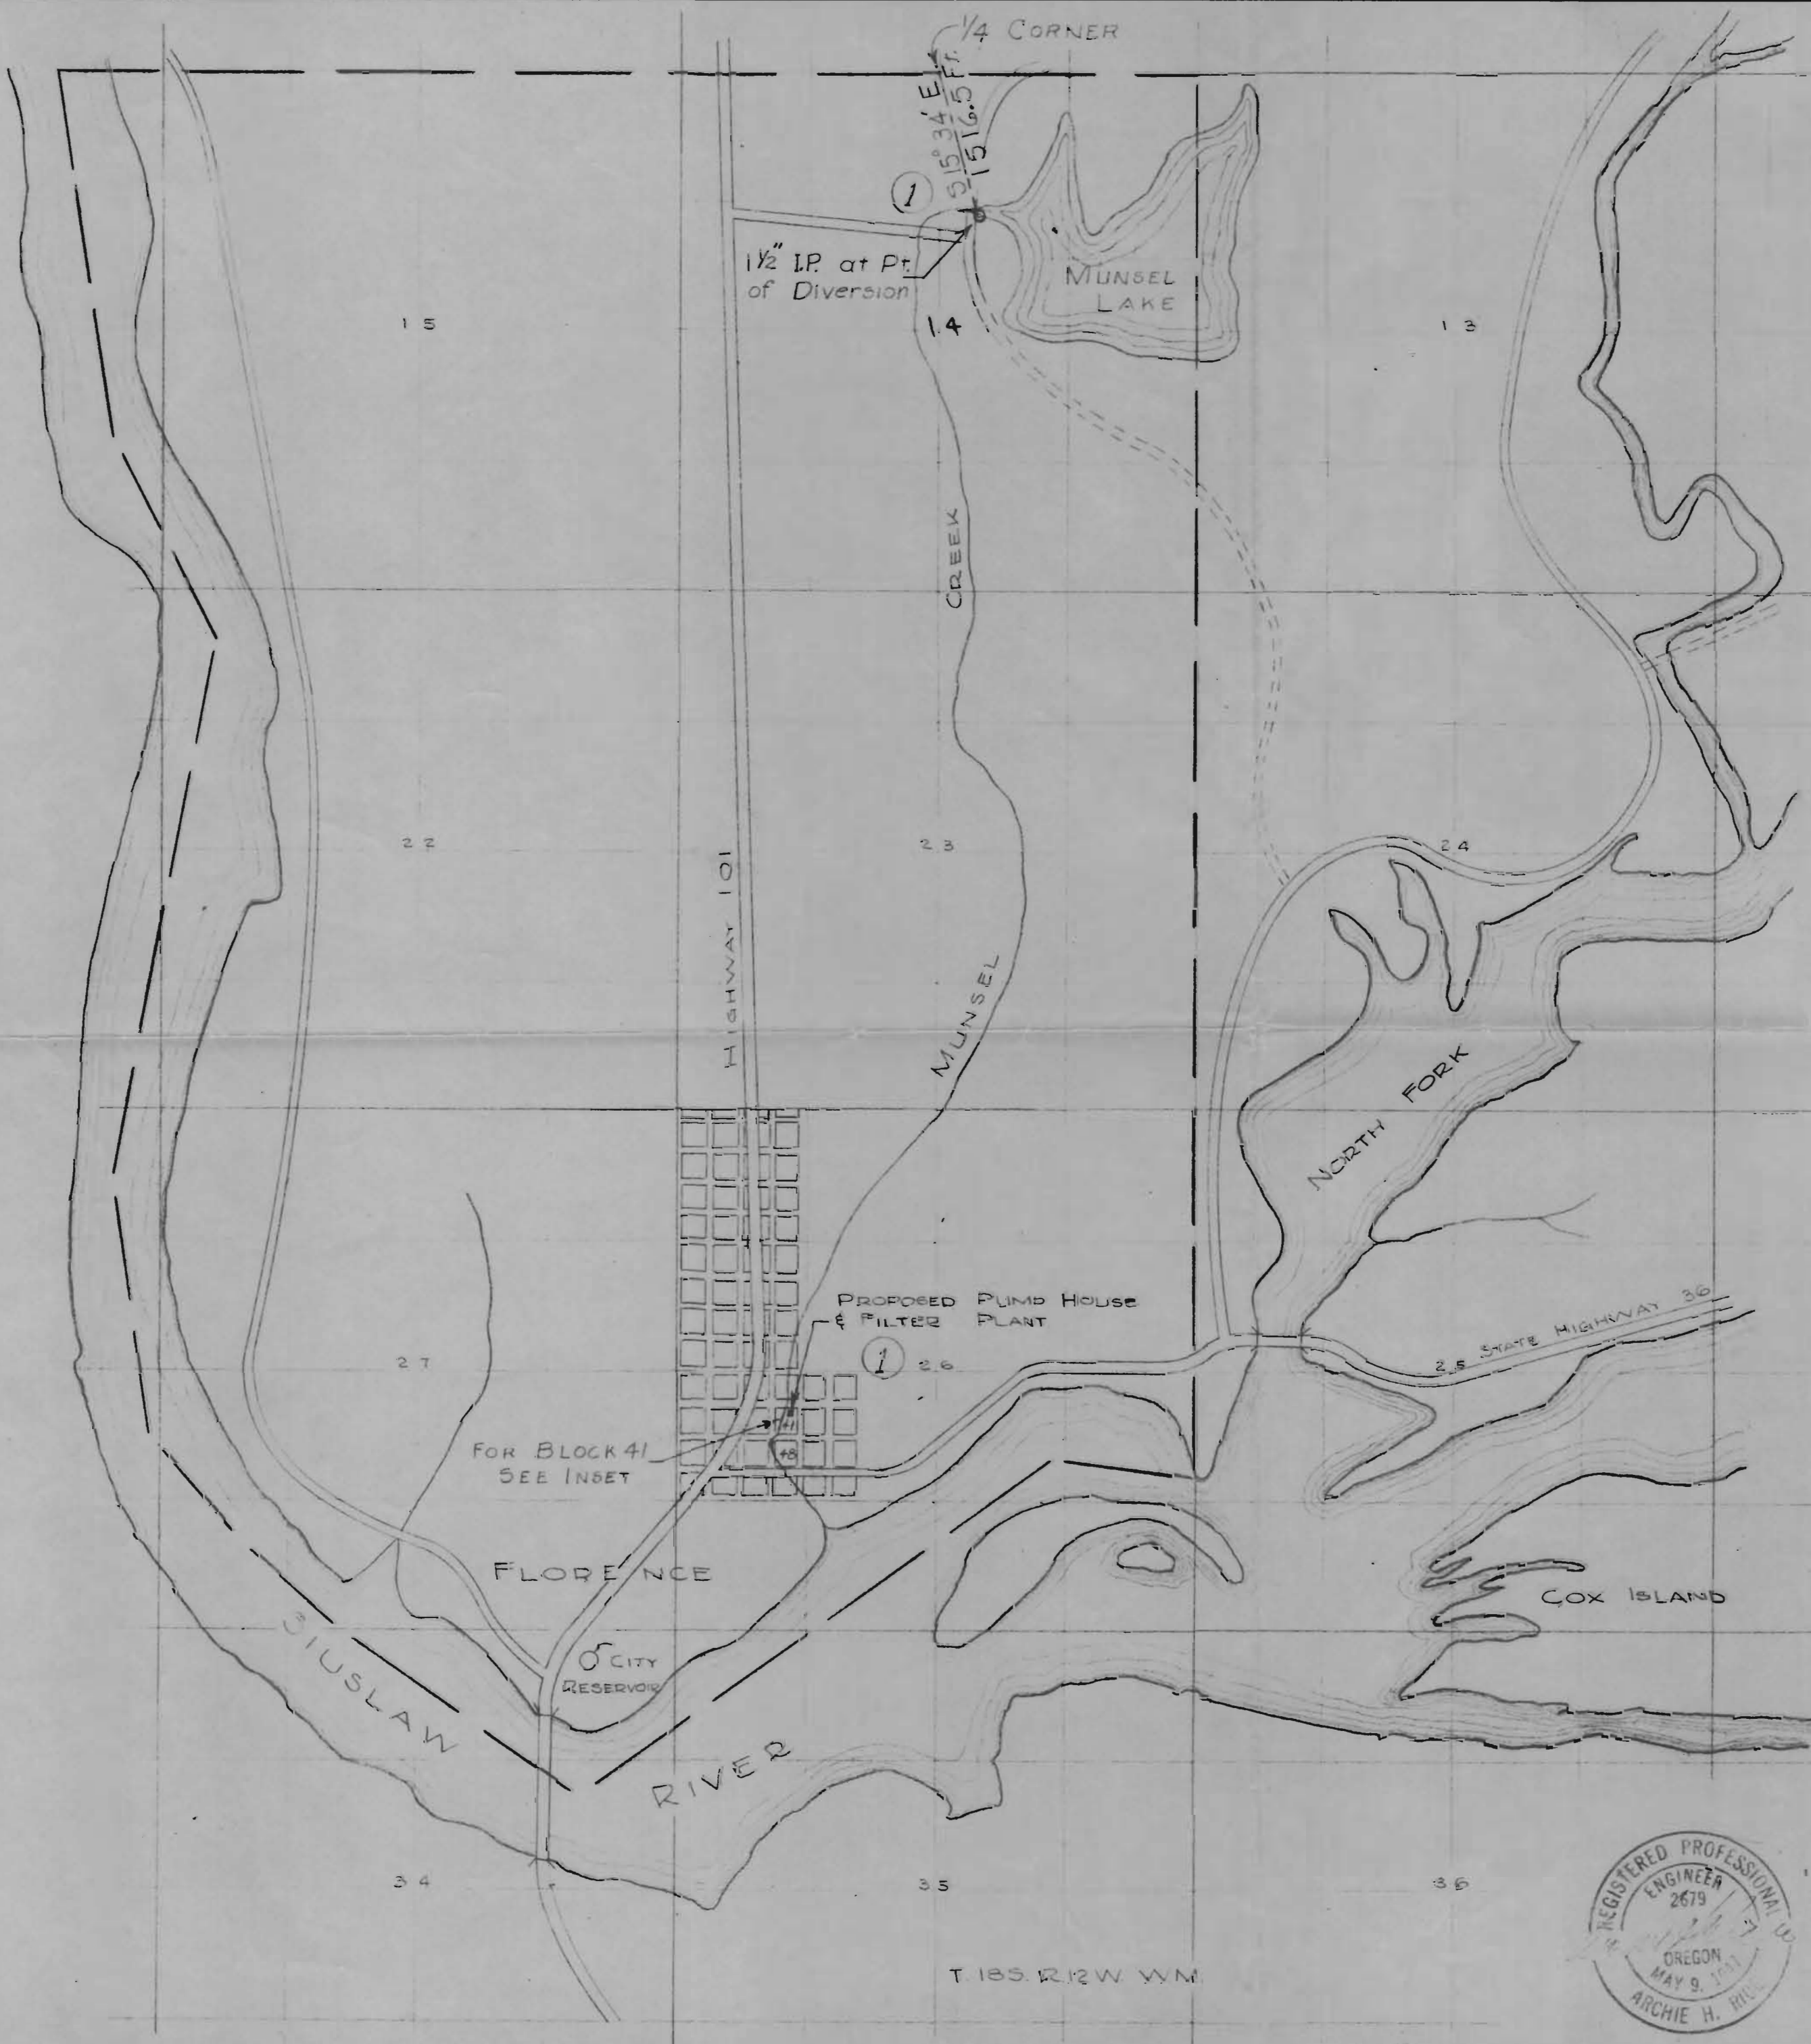 1/4 CORNER
S 15° 34' E
1516.5 Ft.
1
1 1/2" I.P. at Pt.
of Diversion
MUNSEL
LAKE
15
14
13
CREEK
22
23
24
HIGHWAY 101
MUNSEL
NORTH FORK
PROPOSED PUMP HOUSE
& FILTER PLANT
1
27
26
25
STATE HIGHWAY 36
FOR BLOCK 41
SEE INSET
41
48
FLORENCE
COX ISLAND
CITY
RESERVOIR
SIUSLAW
RIVER
34
35
36
T. 18S. R.12W. W.M.
REGISTERED PROFESSIONAL
ENGINEER
2679
OREGON
MAY 9,
ARCHIE H.